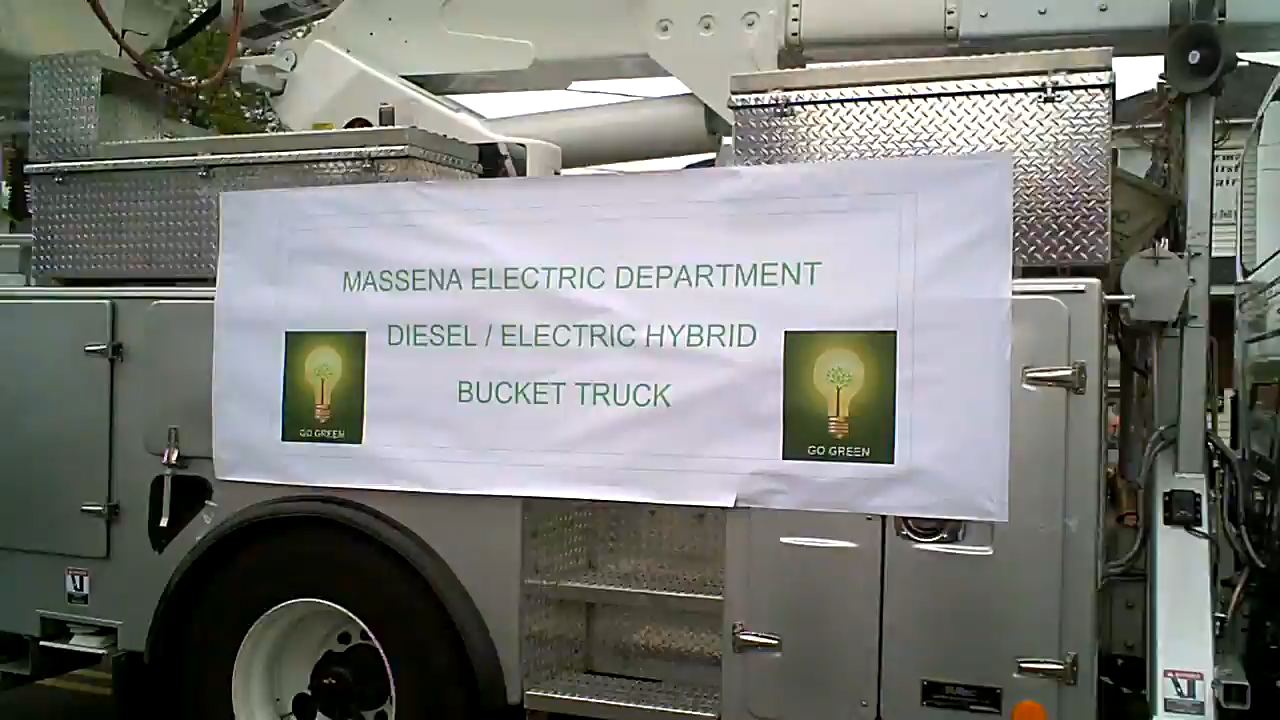 MASSENA ELECTRIC DEPARTMENT
DIESEL / ELECTRIC HYBRID
BUCKET TRUCK
GO GREEN
GO GREEN